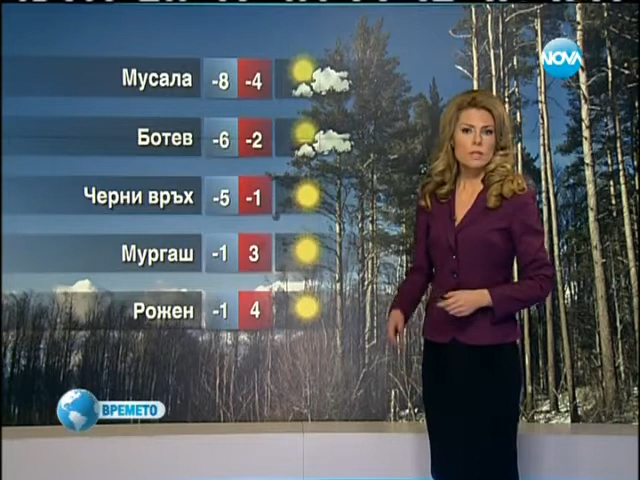 NOVA
Мусала -8 -4
Ботев -6 -2
Черни връх -5 -1
Мургаш -1 3
Рожен -1 4
ВРЕМЕТО